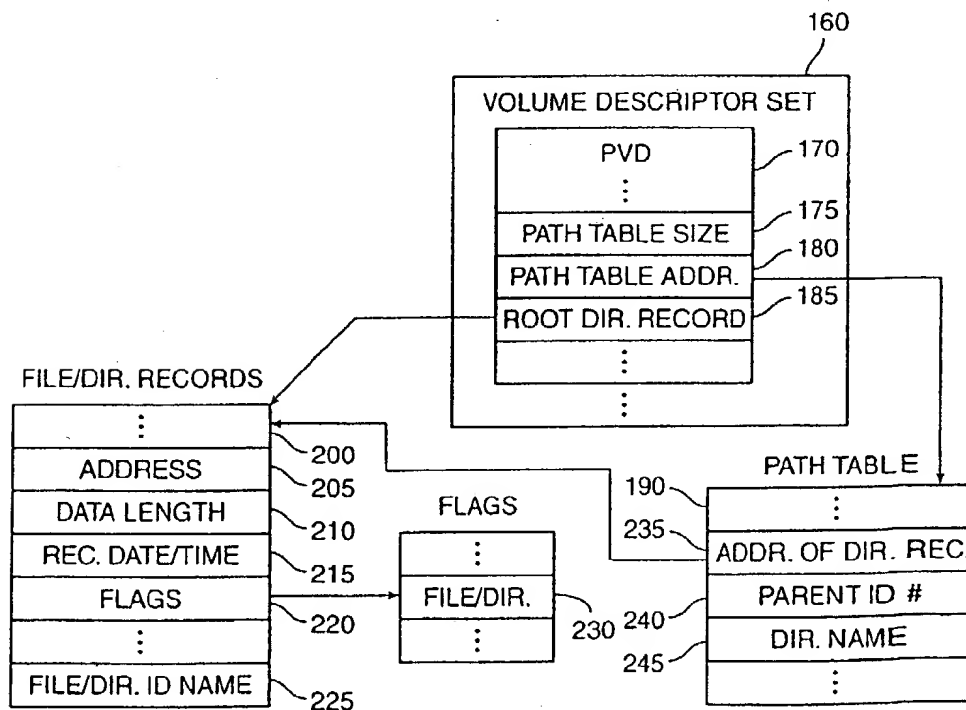 160
VOLUME DESCRIPTOR SET
PVD
170
175
PATH TABLE SIZE
180
PATH TABLE ADDR.
185
ROOT DIR. RECORD
FILE/DIR. RECORDS
200
ADDRESS
205
DATA LENGTH
210
REC. DATE/TIME
215
FLAGS
220
FILE/DIR. ID NAME
225
FLAGS
FILE/DIR.
230
PATH TABLE
190
235
ADDR. OF DIR. REC.
240
PARENT ID #
245
DIR. NAME